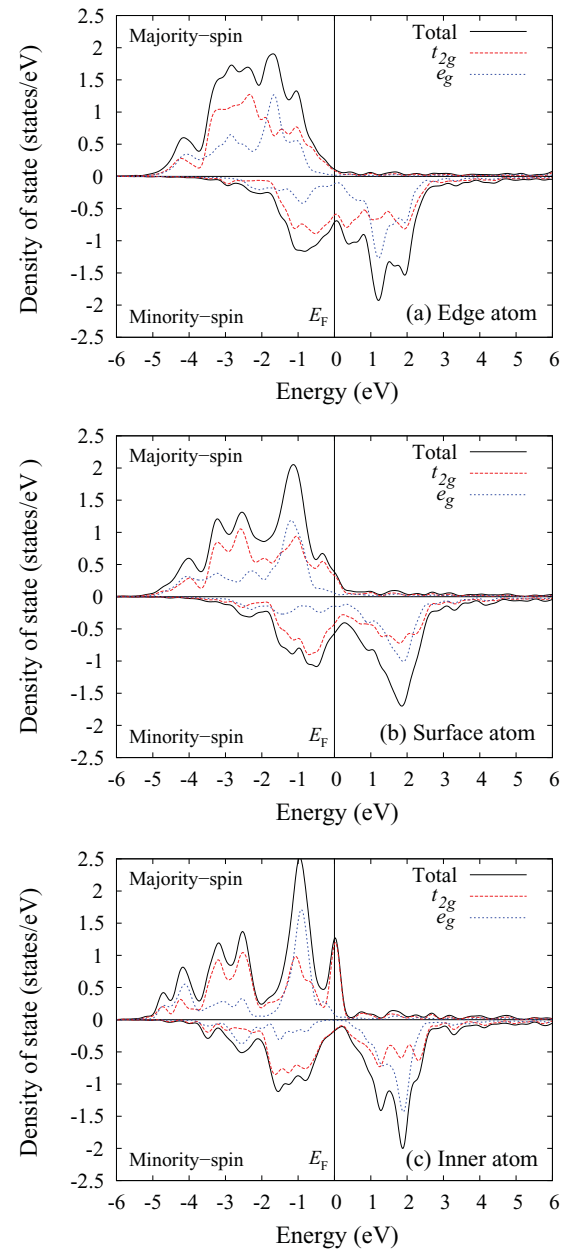 2.5
2
1.5
1
0.5
0
-0.5
-1
-1.5
-2
-2.5
Density of state (states/eV)
Majority−spin
Total
t2g
eg
Minority−spin
EF
(a) Edge atom
-6 -5 -4 -3 -2 -1 0 1 2 3 4 5 6
Energy (eV)
2.5
2
1.5
1
0.5
0
-0.5
-1
-1.5
-2
-2.5
Density of state (states/eV )
Majority−spin
Total
t2g
eg
Minority−spin
EF
(b) Surface atom
-6 -5 -4 -3 -2 -1 0 1 2 3 4 5 6
Energy (eV)
2.5
2
1.5
1
0.5
0
-0.5
-1
-1.5
-2
-2.5
Density of state (states/eV)
Majority−spin
Total
t2g
eg
Minority−spin
EF
(c) Inner atom
-6 -5 -4 -3 -2 -1 0 1 2 3 4 5 6
Energy (eV)